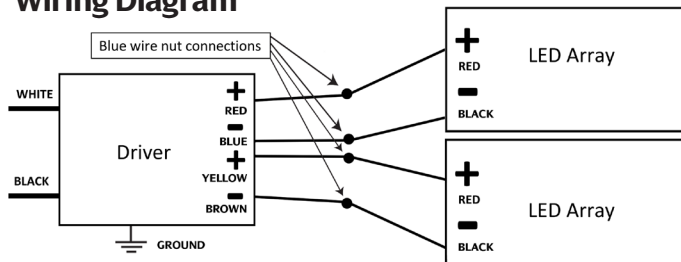 Wiring Diagram
Blue wire nut connections
WHITE
BLACK
Driver
+
RED
-
BLUE
+
YELLOW
-
BROWN
GROUND
+
RED
-
BLACK
LED Array
+
RED
-
BLACK
LED Array